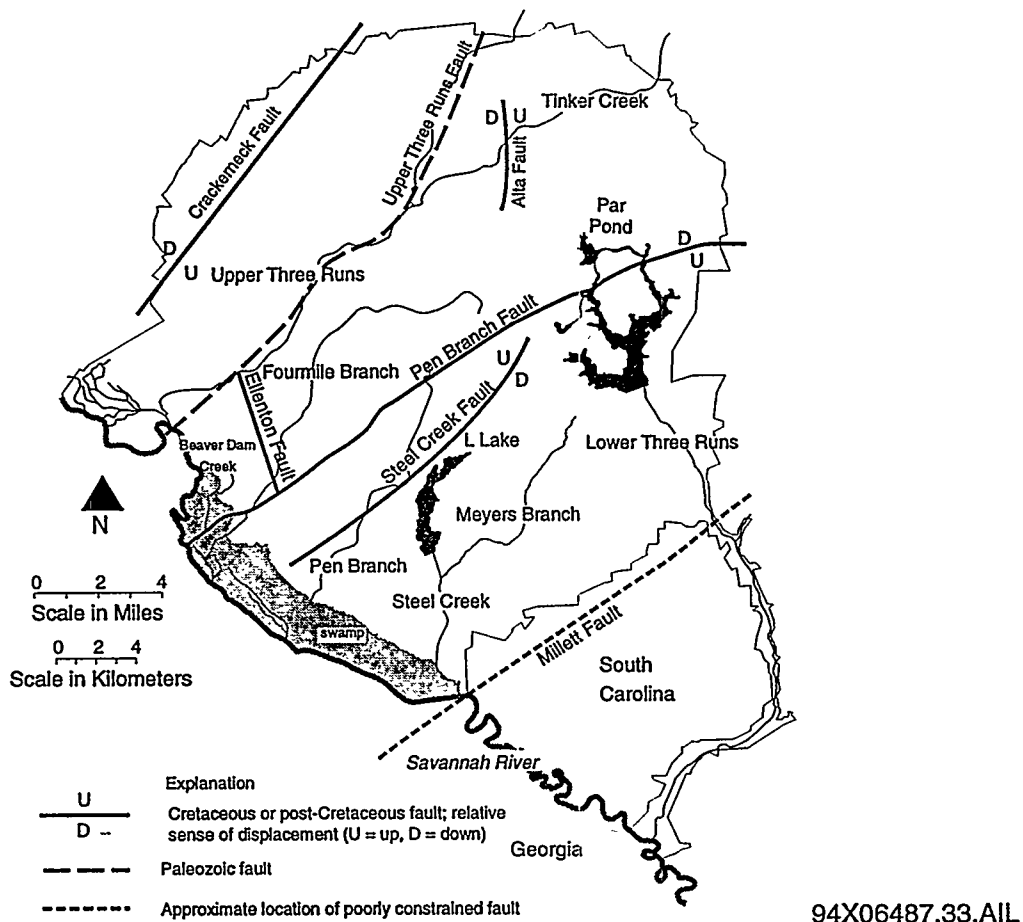 Tinker Creek
Upper Three Runs Fault
D U
Alta Fault
Crackerneck Fault
Par
Pond
D
U
D
U Upper Three Runs
Pen Branch Fault
Fourmile Branch
U
D
Ellenton Fault
Steel Creek Fault
L Lake
Lower Three Runs
Beaver Dam
Creek
N
Meyers Branch
Pen Branch
Steel Creek
0 2 4
Scale in Miles
0 2 4
Scale in Kilometers
swamp
Millett Fault
South
Carolina
Savannah River
Georgia
Explanation
U
D --
Cretaceous or post-Cretaceous fault; relative
sense of displacement (U = up, D = down)
Paleozoic fault
Approximate location of poorly constrained fault
94X06487.33.AIL